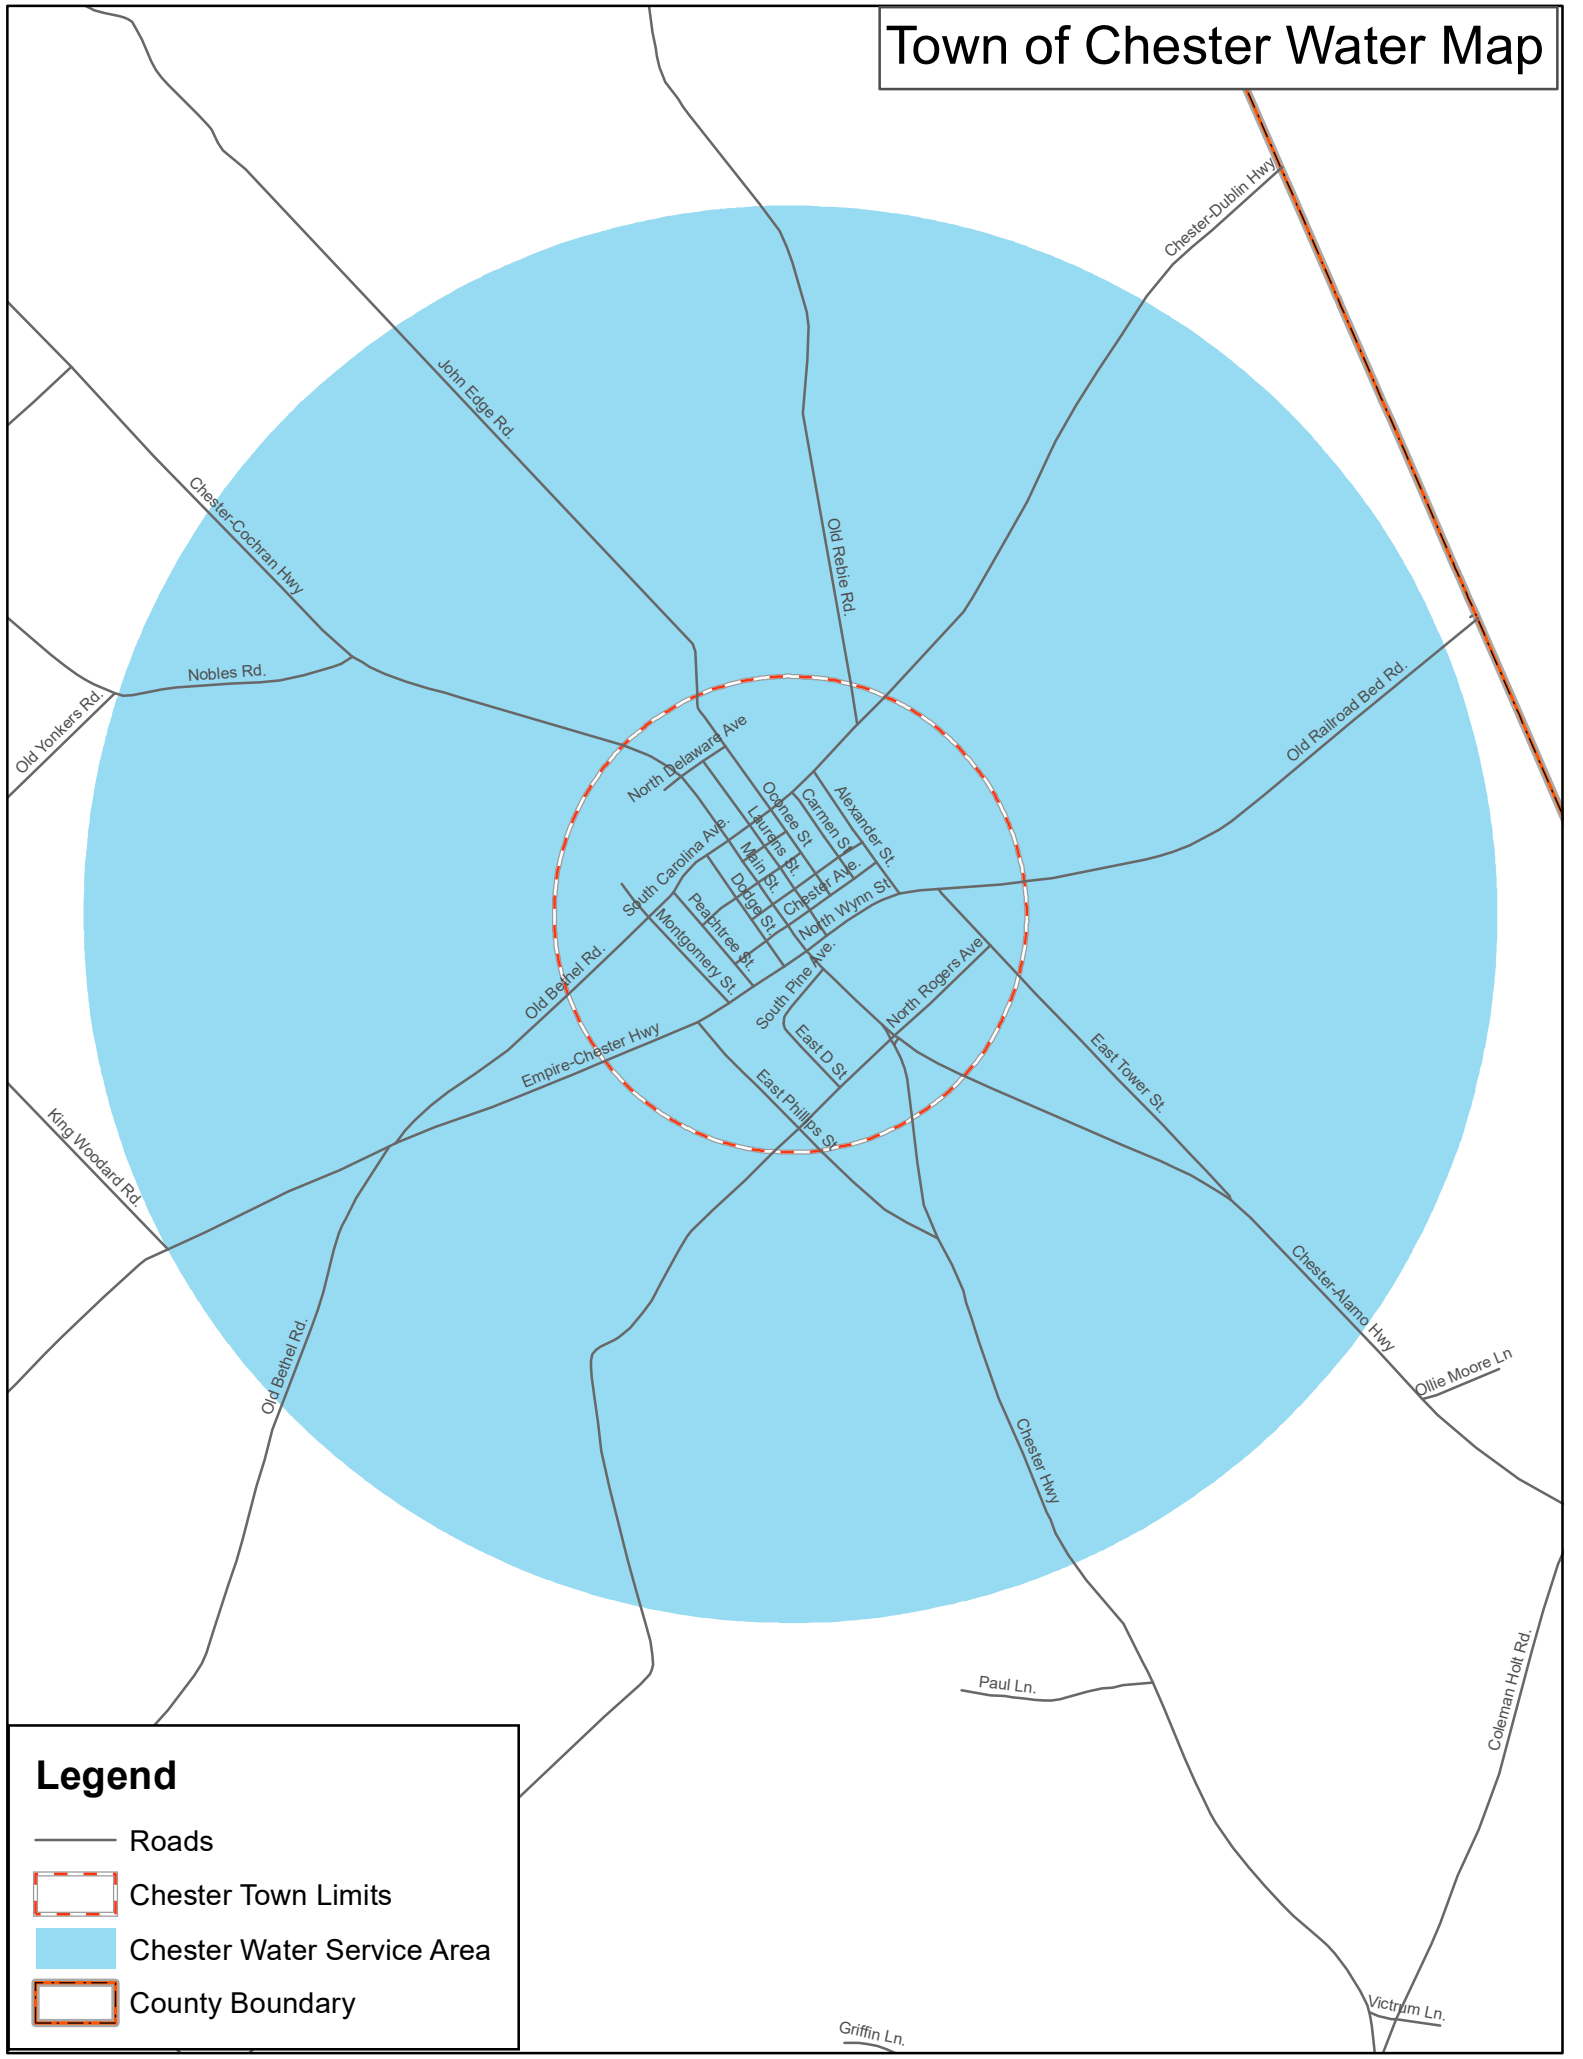 Town of Chester Water Map
Chester-Dublin Hwy
John Edge Rd.
Chester-Cochran Hwy
Old Rebie Rd.
Nobles Rd.
Old Yonkers Rd.
Old Railroad Bed Rd.
North Delaware Ave
Oconee St
Carmen St.
Alexander St.
Laurens St.
South Carolina Ave.
Main St.
Chester Ave.
Dodge St.
North Wynn St
Peachtree St.
Montgomery St.
Old Bethel Rd.
South Pine Ave.
North Rogers Ave
Empire-Chester Hwy
East D St
East Tower St.
East Phillips St.
King Woodard Rd.
Chester-Alamo Hwy
Old Bethel Rd.
Ollie Moore Ln
Chester Hwy
Paul Ln.
Coleman Holt Rd.
Victrum Ln.
Griffin Ln.
Legend
Roads
Chester Town Limits
Chester Water Service Area
County Boundary